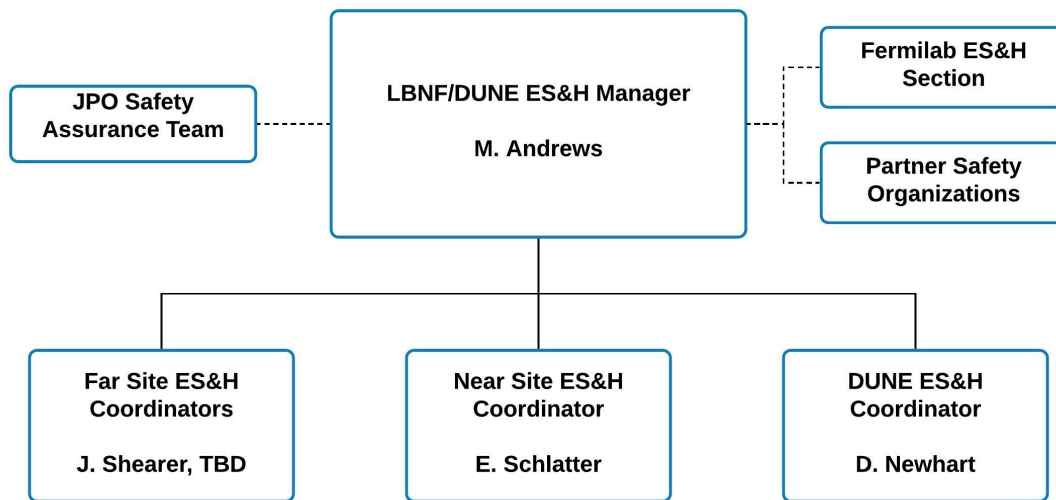 LBNF/DUNE ES&H Manager
M. Andrews
JPO Safety
Assurance Team
Fermilab ES&H
Section
Partner Safety
Organizations
Far Site ES&H
Coordinators
J. Shearer, TBD
Near Site ES&H
Coordinator
E. Schlatter
DUNE ES&H
Coordinator
D. Newhart